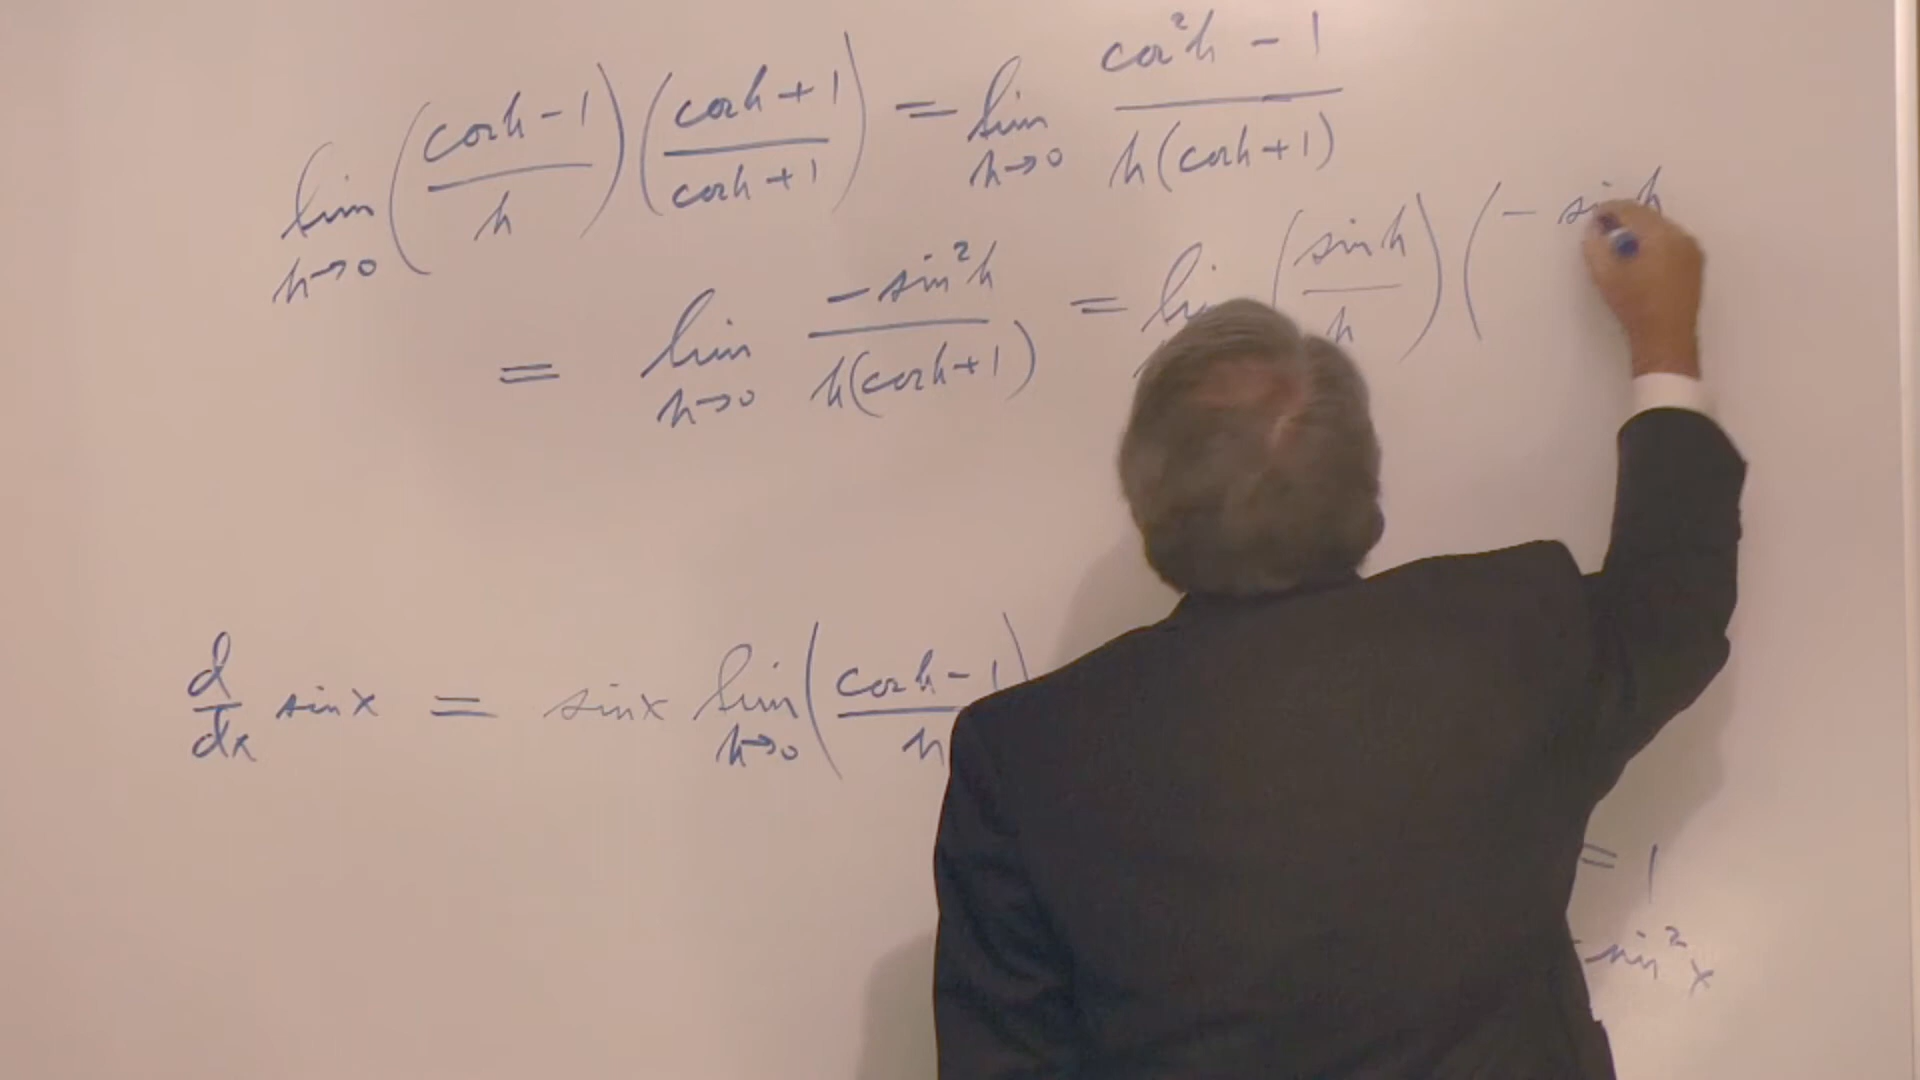 lim h→0 (cos h - 1 / h) (cos h + 1 / cos h + 1) = lim h→0 cos²h - 1 / h(cos h + 1)
= lim h→0 -sin²h / h(cos h + 1) = lim (sin h / h) (- sin h
d/dx sin x = sin x lim h→0 (cos h - 1 / h)
= 1
sin²x